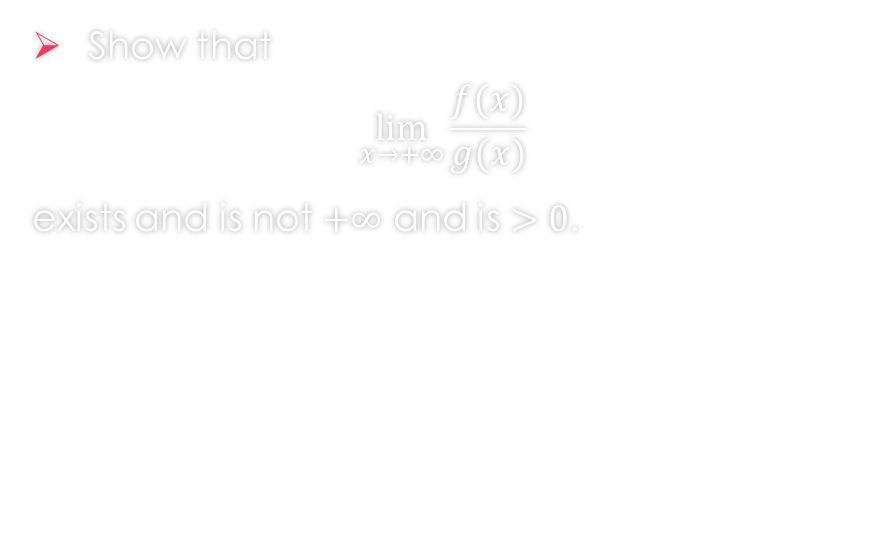 ➢ Show that
lim x→+∞ f(x)/g(x)
exists and is not +∞ and is > 0.